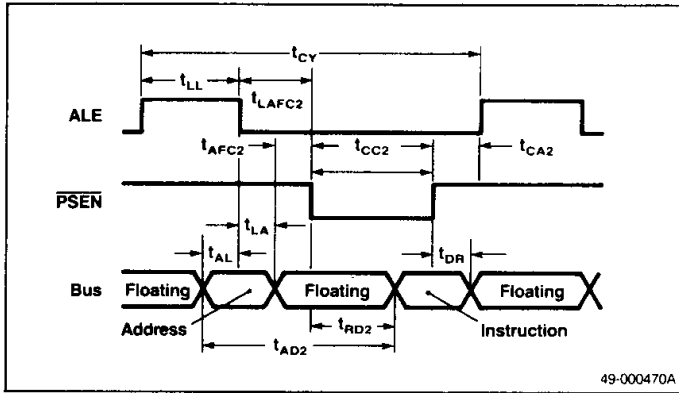 tCY
tLL
tLAFC2
ALE
tAFC2
tCC2
tCA2
PSEN
tLA
tAL
tDR
Bus
Floating
Floating
Floating
Address
tRD2
Instruction
tAD2
49-000470A